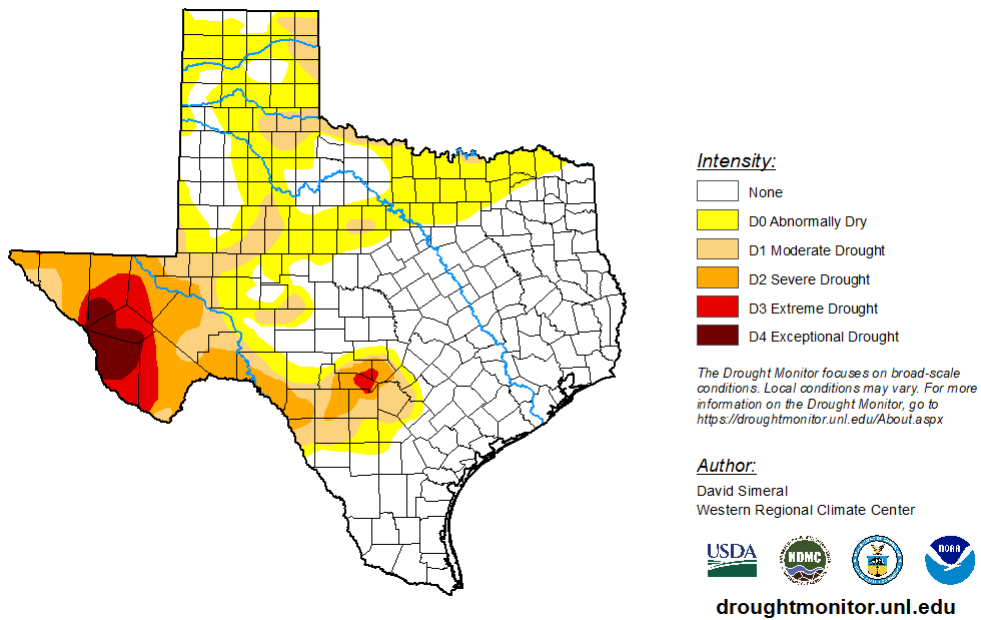 Intensity:
None
D0 Abnormally Dry
D1 Moderate Drought
D2 Severe Drought
D3 Extreme Drought
D4 Exceptional Drought
The Drought Monitor focuses on broad-scale
conditions. Local conditions may vary. For more
information on the Drought Monitor, go to
https://droughtmonitor.unl.edu/About.aspx
Author:
David Simeral
Western Regional Climate Center
USDA
NDMC
NOAA
droughtmonitor.unl.edu